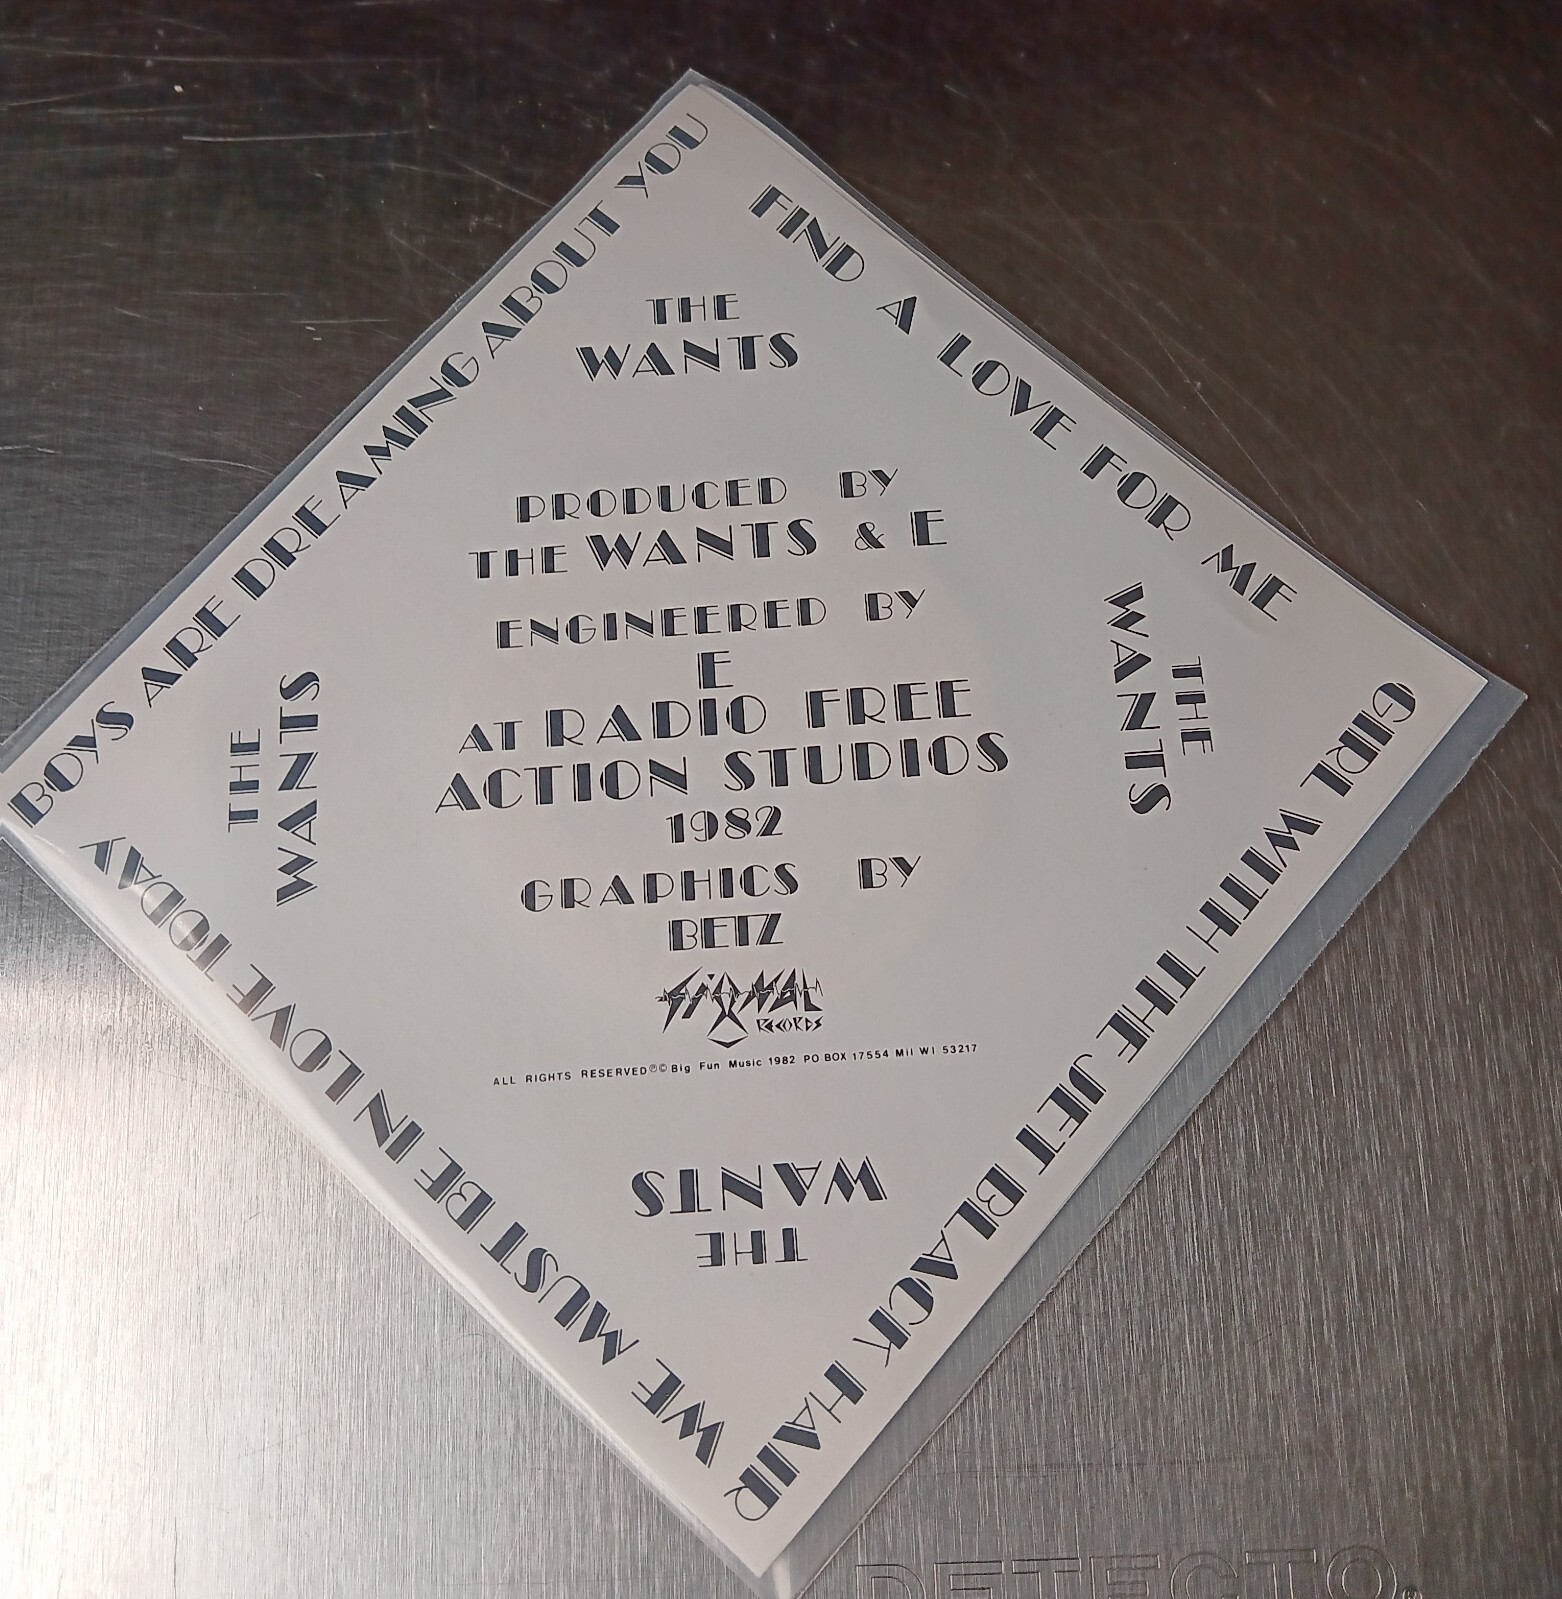 BOYS ARE DREAMING ABOUT YOU
FIND A LOVE FOR ME
THE
WANTS
PRODUCED BY
THE WANTS & E
ENGINEERED BY
E
AT RADIO FREE
ACTION STUDIOS
1982
GRAPHICS BY
BETZ
SIGNAL
RECORDS
ALL RIGHTS RESERVED ℗ © Big Fun Music 1982 PO BOX 17554 Mil WI 53217
THE
WANTS
THE
WANTS
THE
WANTS
GIRL WITH THE JET BLACK HAIR
WE MUST BE IN LOVE TODAY
DETECTO®